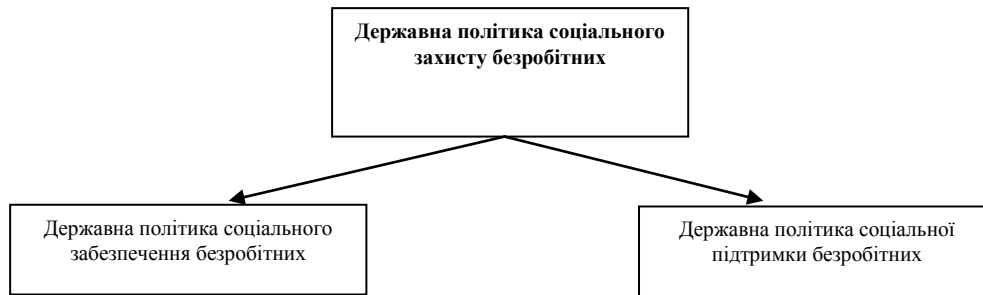 Державна політика соціального
захисту безробітних
Державна політика соціального
забезпечення безробітних
Державна політика соціальної
підтримки безробітних